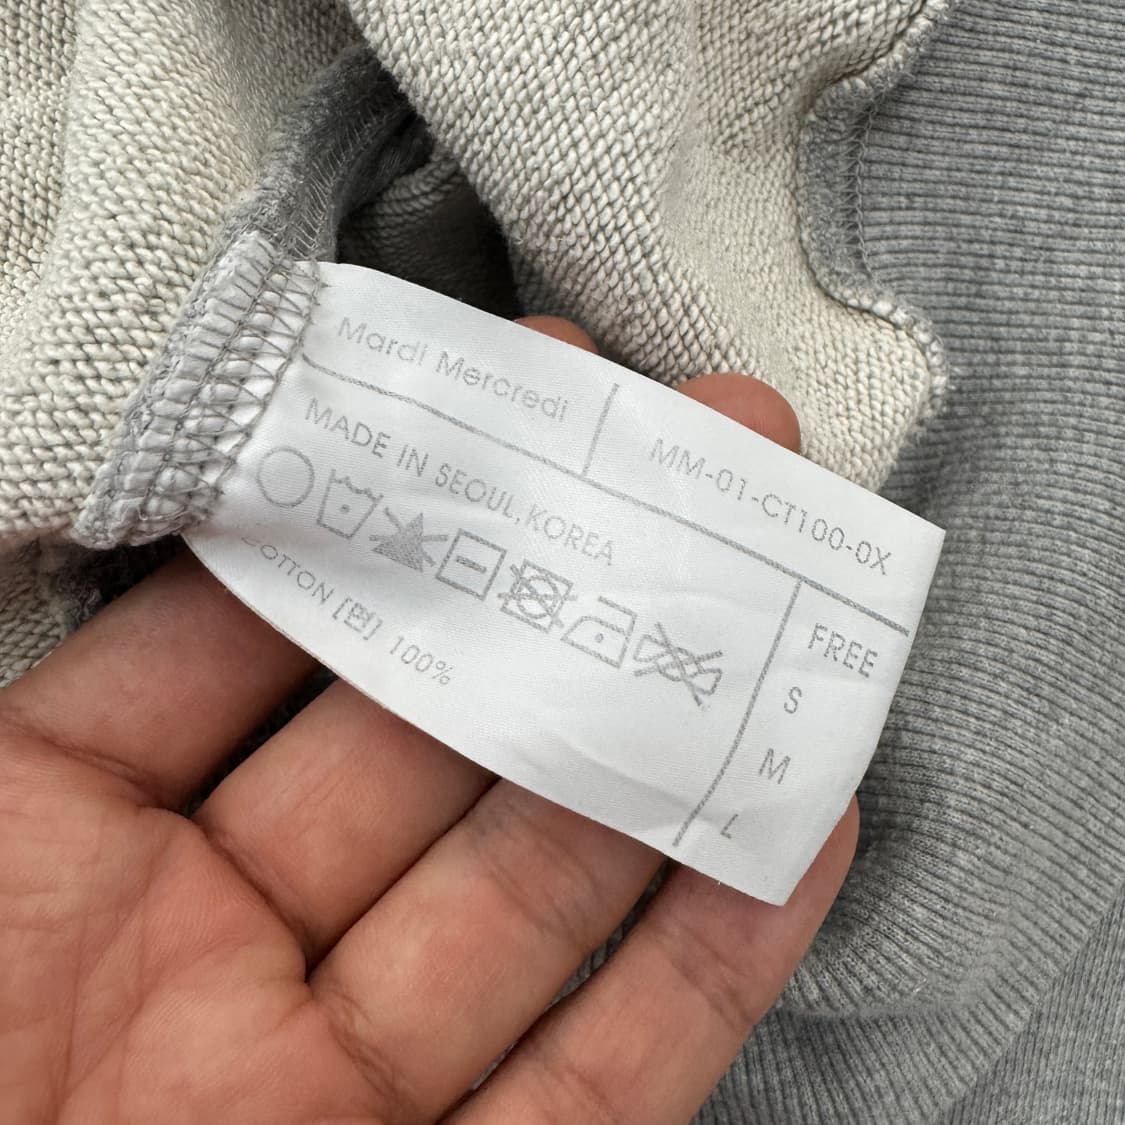 Mardi Mercredi
MM-01-CT100-0X
MADE IN SEOUL, KOREA
COTTON [면] 100%
FREE
S
M
L